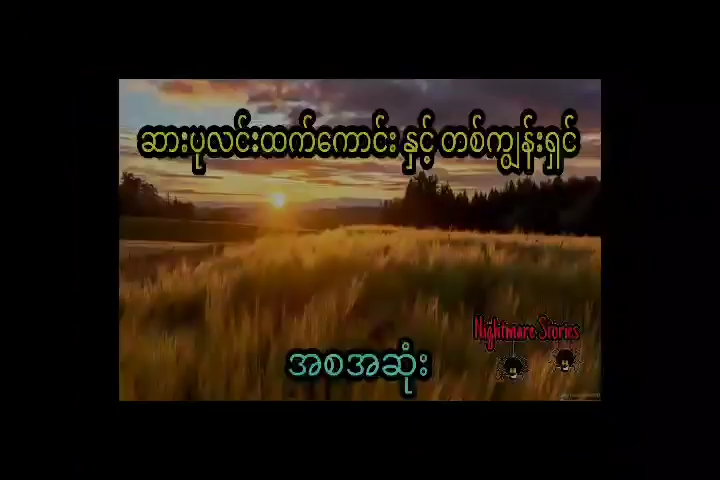 ဆားပုလင်းထက်ကောင်း နှင့် တစ်ကျွန်းရှင်
Nightmare Stories
အစအဆုံး